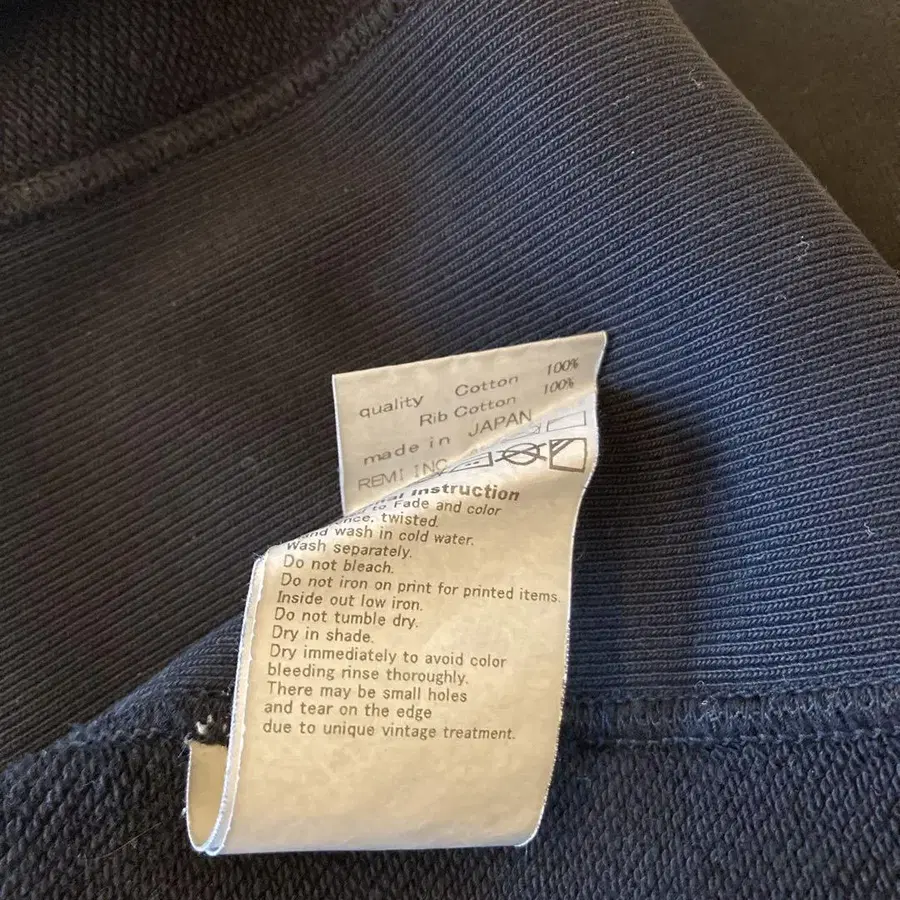 quality Cotton 100%
Rib Cotton 100%
made in JAPAN
REMI INC
instruction
to Fade and color
twisted.
wash in cold water.
Wash separately.
Do not bleach.
Do not iron on print for printed items.
Inside out low iron.
Do not tumble dry.
Dry in shade.
Dry immediately to avoid color
bleeding rinse thoroughly.
There may be small holes
and tear on the edge
due to unique vintage treatment.